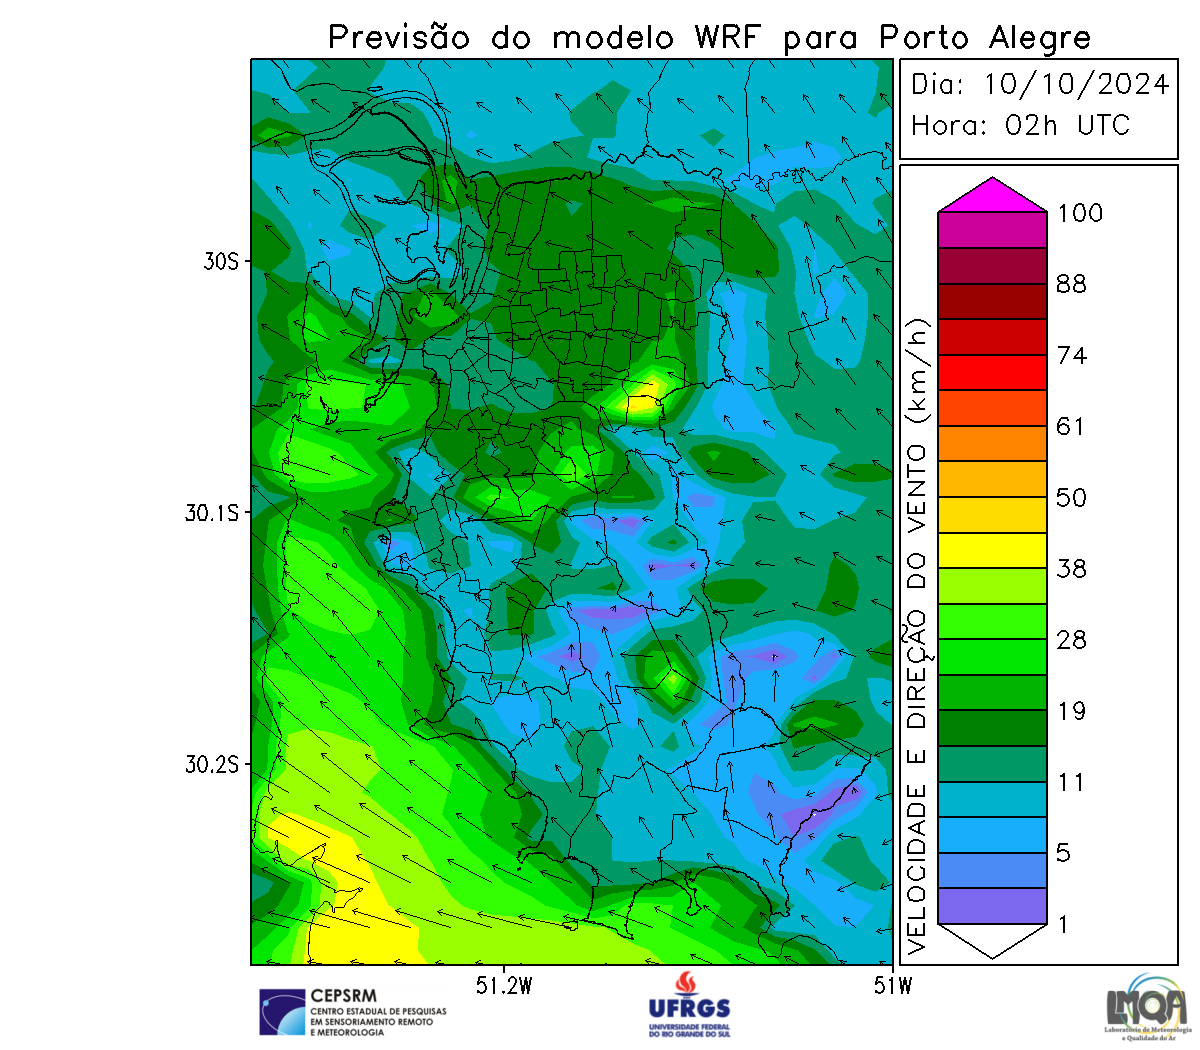 Previsão do modelo WRF para Porto Alegre
Dia: 10/10/2024
Hora: 02h UTC
30S
30.1S
30.2S
51.2W
51W
VELOCIDADE E DIREÇÃO DO VENTO (km/h)
100
88
74
61
50
38
28
19
11
5
1
CEPSRM
CENTRO ESTADUAL DE PESQUISAS
EM SENSORIAMENTO REMOTO
E METEOROLOGIA
UFRGS
UNIVERSIDADE FEDERAL
DO RIO GRANDE DO SUL
LMQA
Laboratório de Meteorologia
e Qualidade do Ar